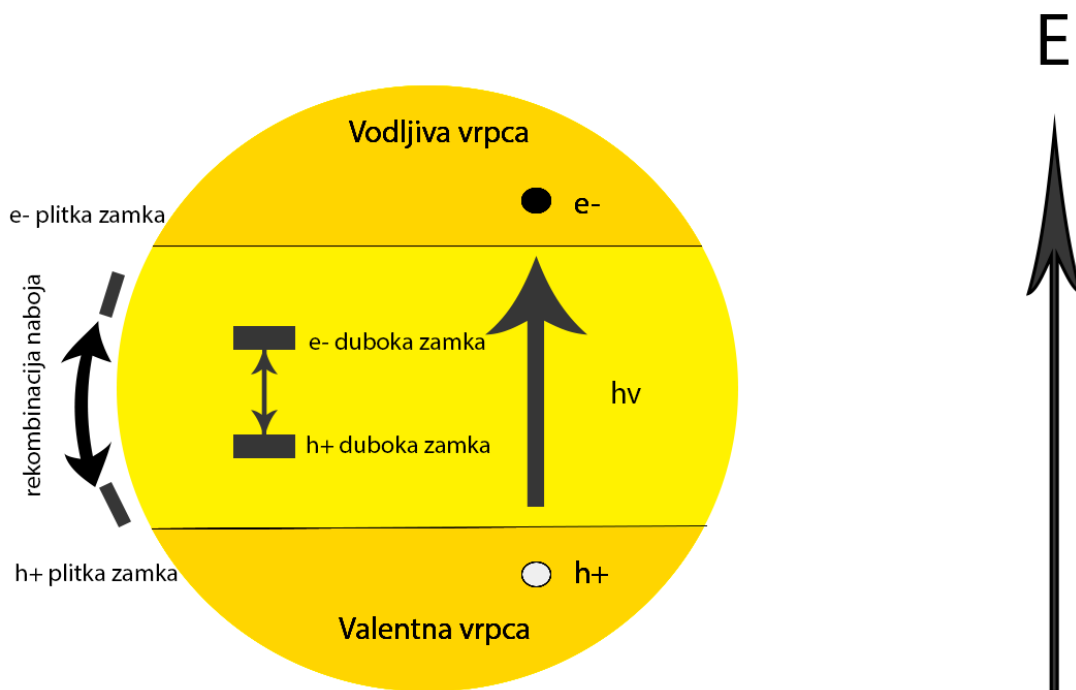 E
Vodljiva vrpca
e- plitka zamka
e-
rekombinacija naboja
e- duboka zamka
hv
h+ duboka zamka
h+ plitka zamka
h+
Valentna vrpca